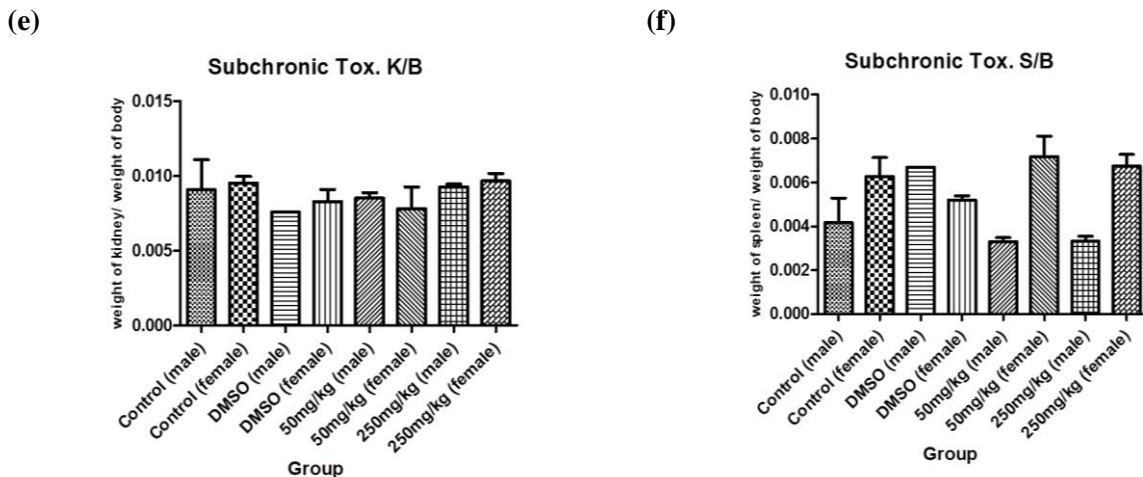 (e)
Subchronic Tox. K/B
weight of kidney/ weight of body
0.015
0.010
0.005
0.000
Control (male)
Control (female)
DMSO (male)
DMSO (female)
50mg/kg (male)
50mg/kg (female)
250mg/kg (male)
250mg/kg (female)
Group
(f)
Subchronic Tox. S/B
weight of spleen/ weight of body
0.010
0.008
0.006
0.004
0.002
0.000
Control (male)
Control (female)
DMSO (male)
DMSO (female)
50mg/kg (male)
50mg/kg (female)
250mg/kg (male)
250mg/kg (female)
Group